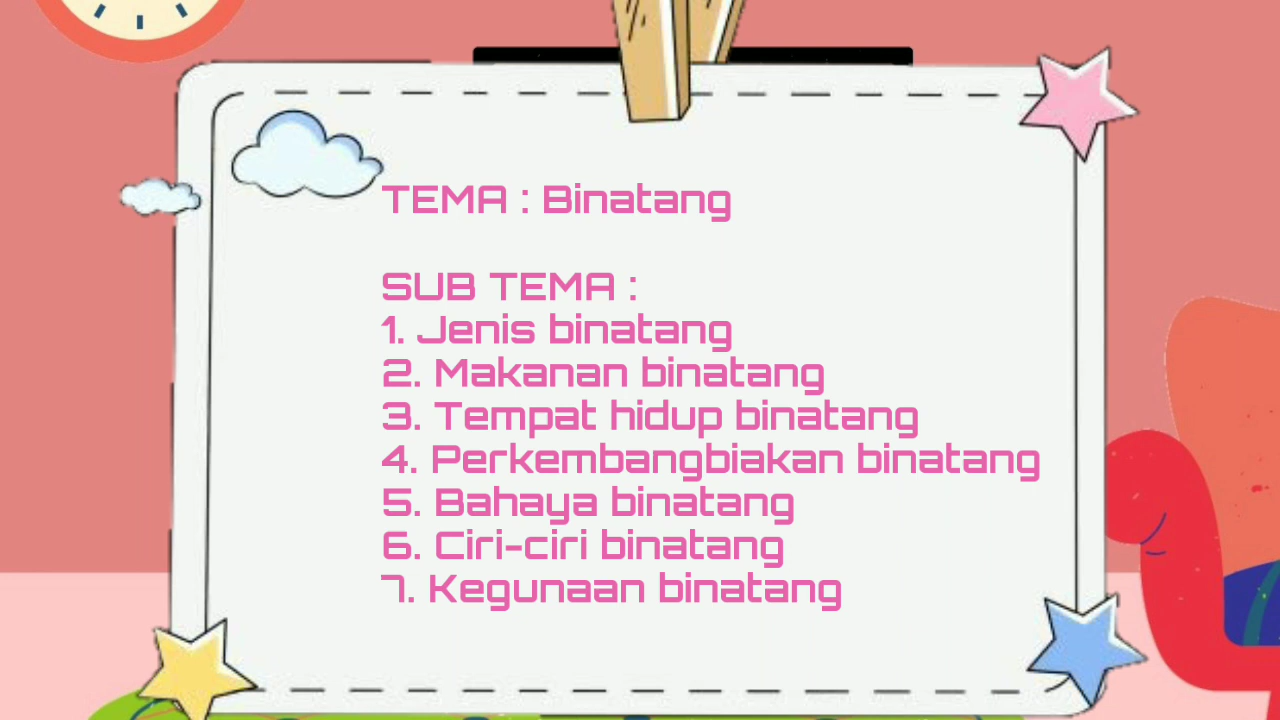 TEMA : Binatang
SUB TEMA :
1. Jenis binatang
2. Makanan binatang
3. Tempat hidup binatang
4. Perkembangbiakan binatang
5. Bahaya binatang
6. Ciri-ciri binatang
7. Kegunaan binatang